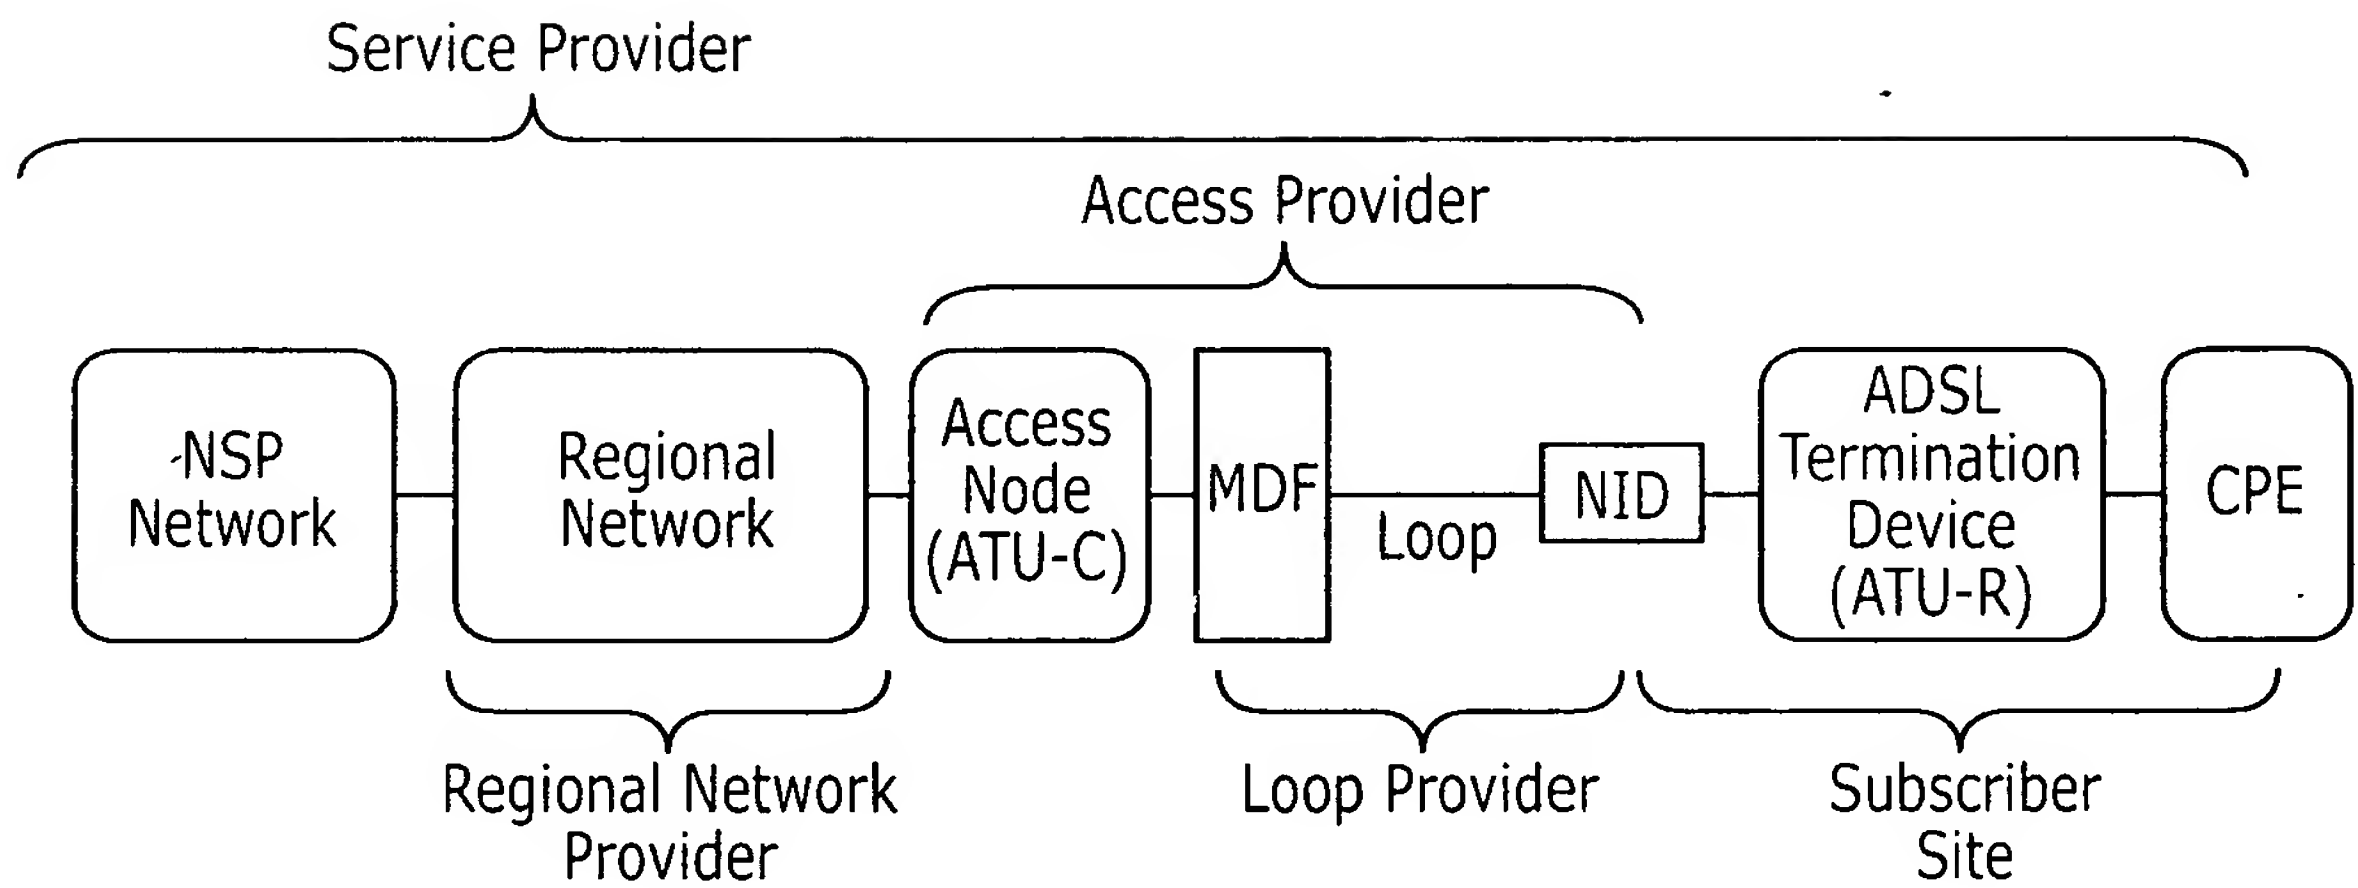 Service Provider
Access Provider
NSP
Network
Regional
Network
Access
Node
(ATU-C)
MDF
Loop
NID
ADSL
Termination
Device
(ATU-R)
CPE
Regional Network
Provider
Loop Provider
Subscriber
Site